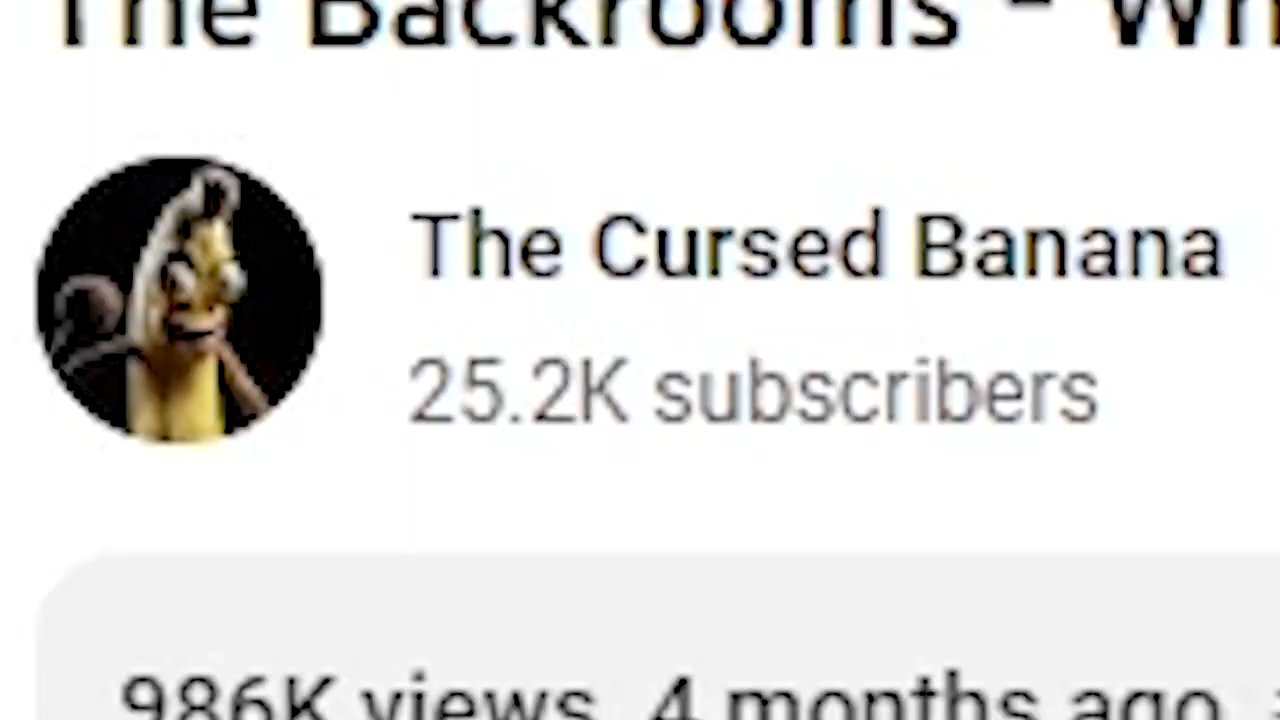 The Backrooms - Wh
The Cursed Banana
25.2K subscribers
986K views 4 months ago